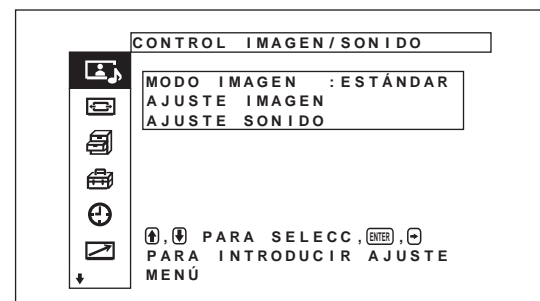 CONTROL IMAGEN/SONIDO
MODO IMAGEN :ESTÁNDAR
AJUSTE IMAGEN
AJUSTE SONIDO
↑,↓ PARA SELECC,ENTER,→
PARA INTRODUCIR AJUSTE
MENÚ